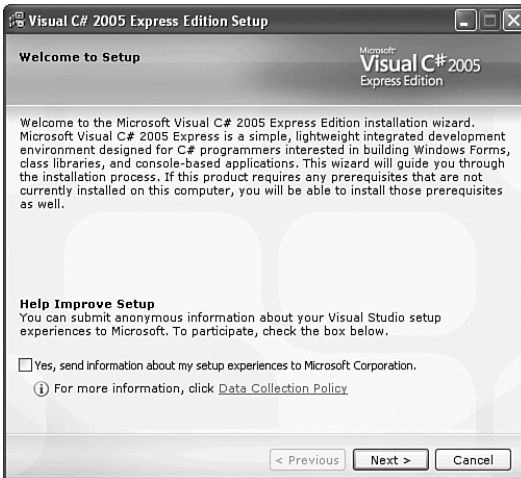 Visual C# 2005 Express Edition Setup
Welcome to Setup
Microsoft
Visual C# 2005
Express Edition
Welcome to the Microsoft Visual C# 2005 Express Edition installation wizard.
Microsoft Visual C# 2005 Express is a simple, lightweight integrated development
environment designed for C# programmers interested in building Windows Forms,
class libraries, and console-based applications. This wizard will guide you through
the installation process. If this product requires any prerequisites that are not
currently installed on this computer, you will be able to install those prerequisites
as well.
Help Improve Setup
You can submit anonymous information about your Visual Studio setup
experiences to Microsoft. To participate, check the box below.
Yes, send information about my setup experiences to Microsoft Corporation.
For more information, click Data Collection Policy
< Previous Next > Cancel